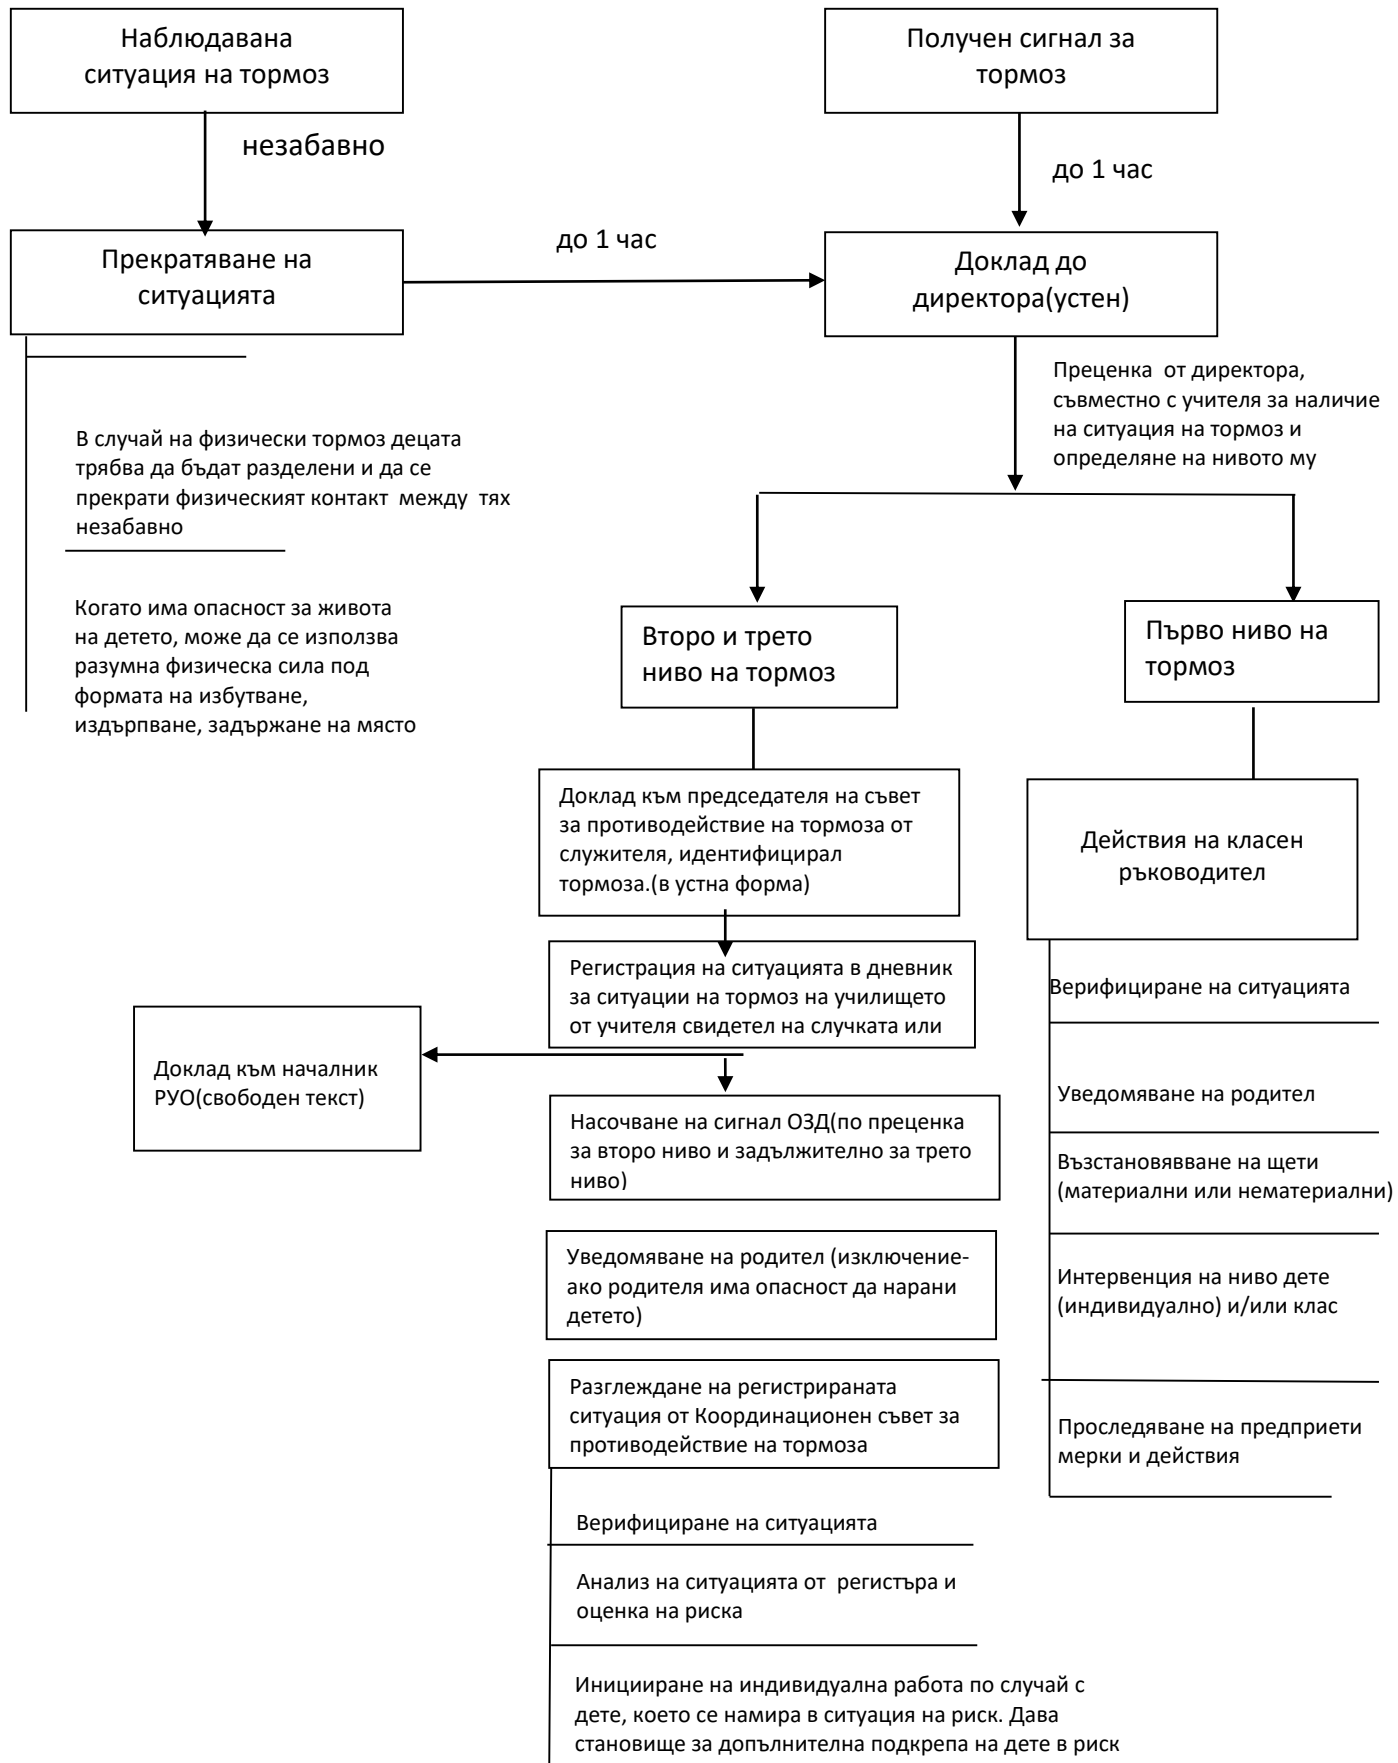 Наблюдавана
ситуация на тормоз
Получен сигнал за
тормоз
незабавно
до 1 час
Прекратяване на
ситуацията
до 1 час
Доклад до
директора(устен)
Преценка от директора,
съвместно с учителя за наличие
на ситуация на тормоз и
определяне на нивото му
В случай на физически тормоз децата
трябва да бъдат разделени и да се
прекрати физическият контакт между тях
незабавно
Когато има опасност за живота
на детето, може да се използва
разумна физическа сила под
формата на избутване,
издърпване, задържане на място
Второ и трето
ниво на тормоз
Първо ниво на
тормоз
Доклад към председателя на съвет
за противодействие на тормоза от
служителя, идентифицирал
тормоза.(в устна форма)
Действия на класен
ръководител
Регистрация на ситуацията в дневник
за ситуации на тормоз на училището
от учителя свидетел на случката или
Доклад към началник
РУО(свободен текст)
Насочване на сигнал ОЗД(по преценка
за второ ниво и задължително за трето
ниво)
Уведомяване на родител (изключение-
ако родителя има опасност да нарани
детето)
Разглеждане на регистрираната
ситуация от Координационен съвет за
противодействие на тормоза
Верифициране на ситуацията
Анализ на ситуацията от регистъра и
оценка на риска
Иницииране на индивидуална работа по случай с
дете, което се намира в ситуация на риск. Дава
становище за допълнителна подкрепа на дете в риск
Верифициране на ситуацията
Уведомяване на родител
Възстановявване на щети
(материални или нематериални)
Интервенция на ниво дете
(индивидуално) и/или клас
Проследяване на предприети
мерки и действия